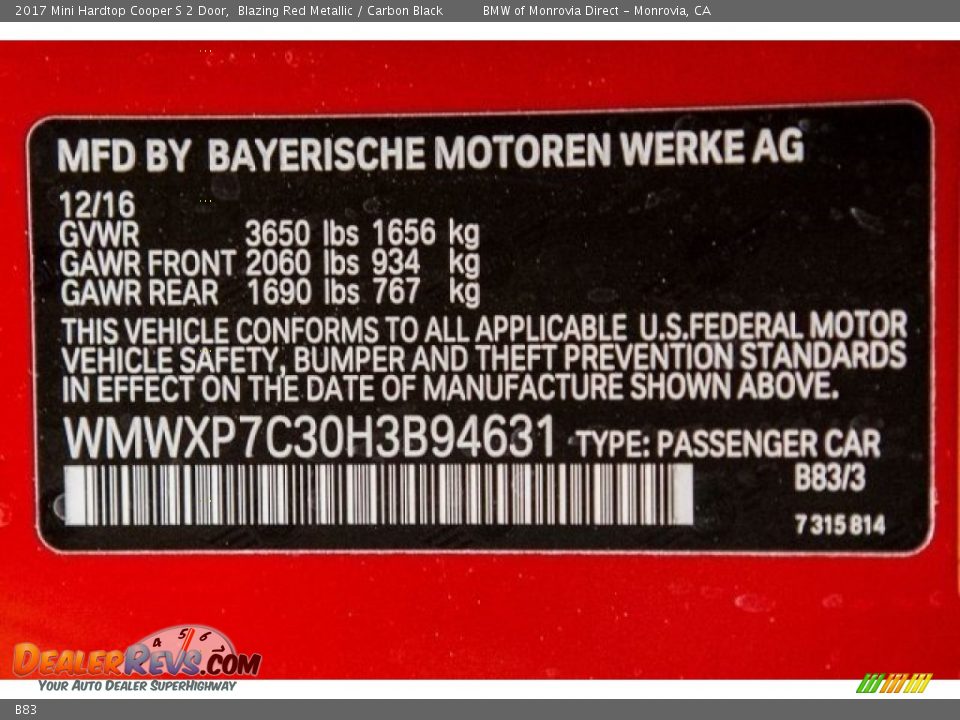 2017 Mini Hardtop Cooper S 2 Door, Blazing Red Metallic / Carbon Black BMW of Monrovia Direct - Monrovia, CA
MFD BY BAYERISCHE MOTOREN WERKE AG
12/16
GVWR 3650 lbs 1656 kg
GAWR FRONT 2060 lbs 934 kg
GAWR REAR 1690 lbs 767 kg
THIS VEHICLE CONFORMS TO ALL APPLICABLE U.S.FEDERAL MOTOR
VEHICLE SAFETY, BUMPER AND THEFT PREVENTION STANDARDS
IN EFFECT ON THE DATE OF MANUFACTURE SHOWN ABOVE.
WMWXP7C30H3B94631 TYPE: PASSENGER CAR
B83/3
7 315 814
4 5 6
DEALERREVS.COM
YOUR AUTO DEALER SUPERHIGHWAY
B83